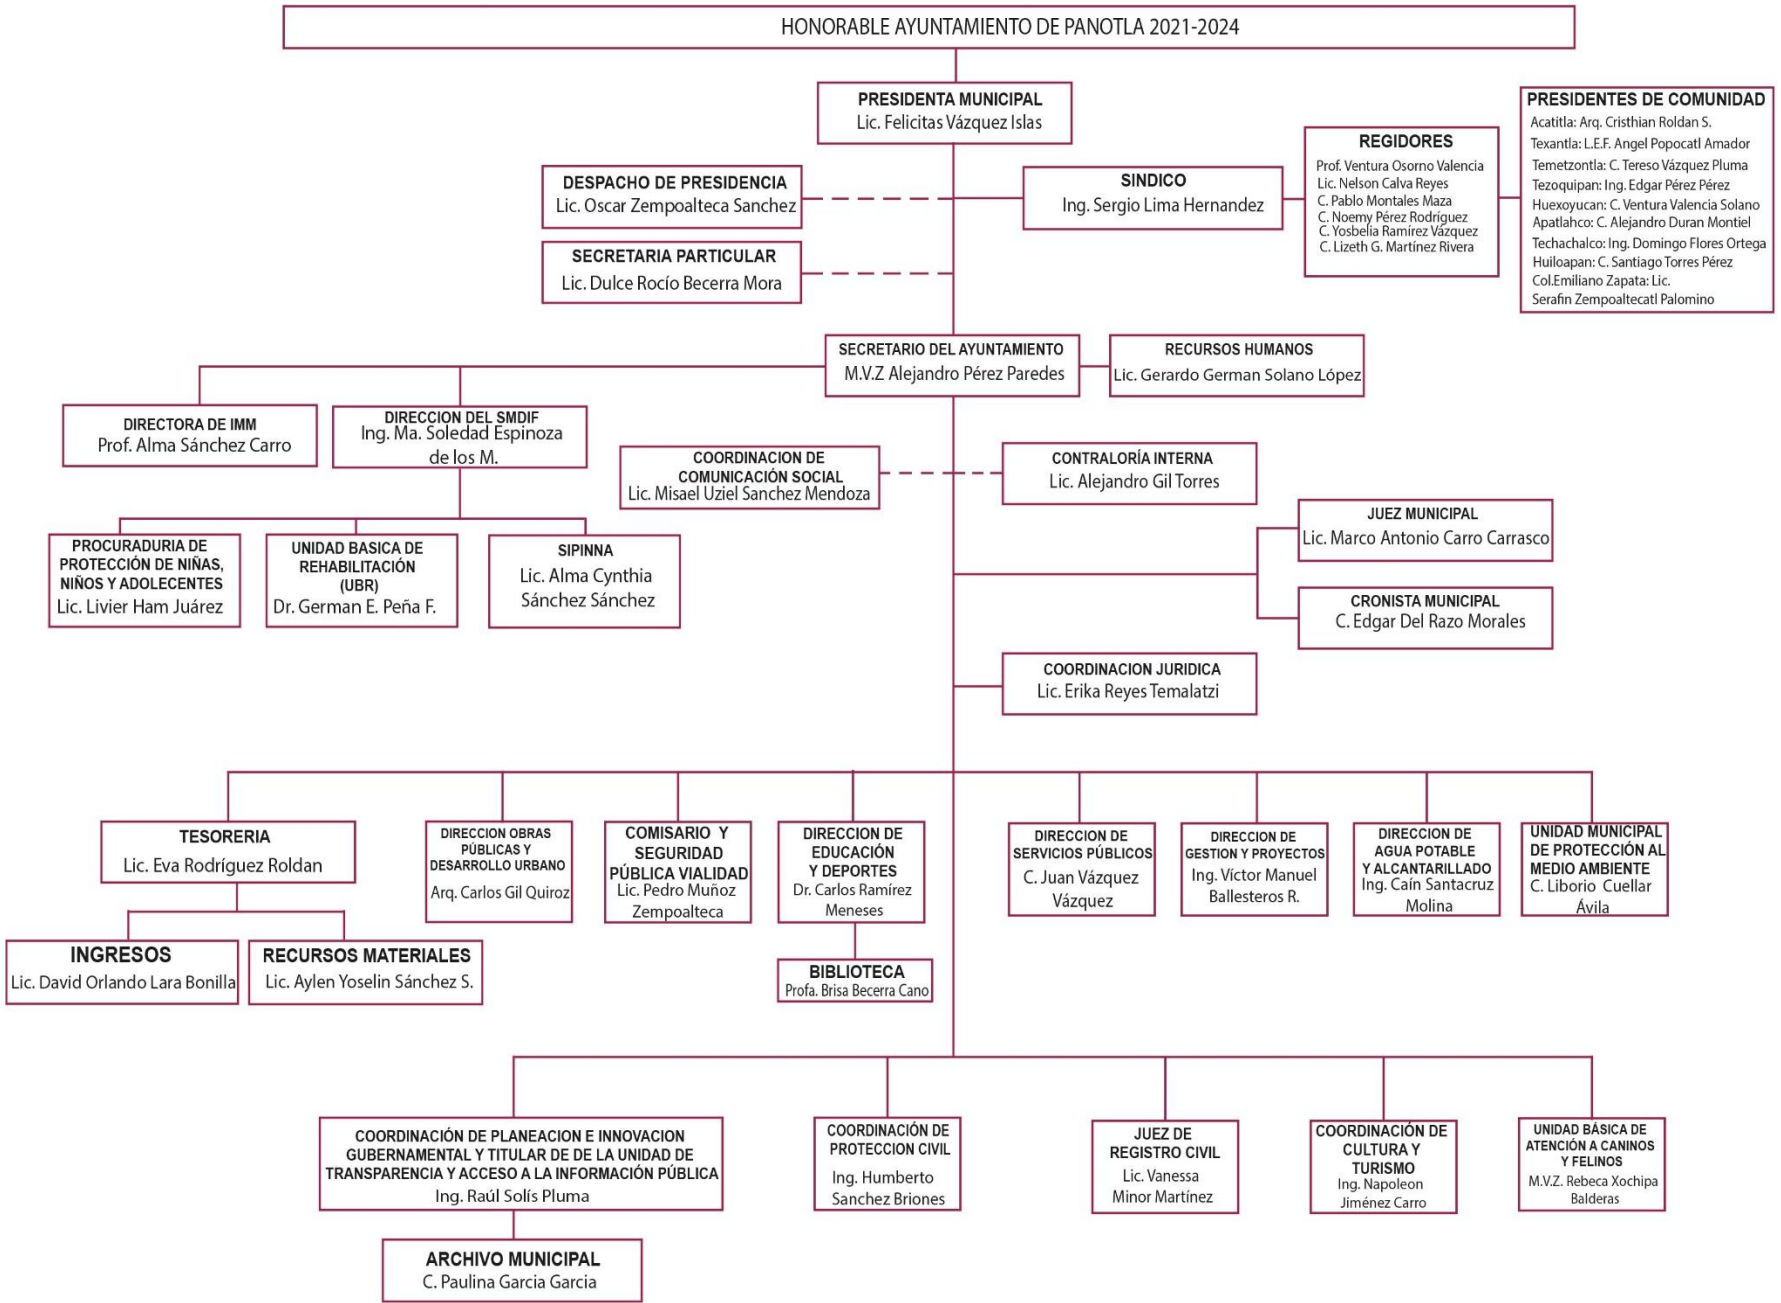 HONORABLE AYUNTAMIENTO DE PANOTLA 2021-2024
PRESIDENTA MUNICIPAL
Lic. Felicitas Vázquez Islas
DESPACHO DE PRESIDENCIA
Lic. Oscar Zempoalteca Sanchez
SECRETARIA PARTICULAR
Lic. Dulce Rocío Becerra Mora
SINDICO
Ing. Sergio Lima Hernandez
REGIDORES
Prof. Ventura Osorno Valencia
Lic. Nelson Calva Reyes
C. Pablo Montales Maza
C. Noemy Pérez Rodríguez
C. Yosbelia Ramírez Vázquez
C. Lizeth G. Martínez Rivera
PRESIDENTES DE COMUNIDAD
Acatitla: Arq. Cristhian Roldan S.
Texantla: L.E.F. Angel Popocatl Amador
Temetzontla: C. Tereso Vázquez Pluma
Tezoquipan: Ing. Edgar Pérez Pérez
Huexoyucan: C. Ventura Valencia Solano
Apatlahco: C. Alejandro Duran Montiel
Techachalco: Ing. Domingo Flores Ortega
Huiloapan: C. Santiago Torres Pérez
Col.Emiliano Zapata: Lic.
Serafin Zempoaltecatl Palomino
SECRETARIO DEL AYUNTAMIENTO
M.V.Z Alejandro Pérez Paredes
RECURSOS HUMANOS
Lic. Gerardo German Solano López
DIRECTORA DE IMM
Prof. Alma Sánchez Carro
DIRECCION DEL SMDIF
Ing. Ma. Soledad Espinoza
de los M.
COORDINACION DE
COMUNICACIÓN SOCIAL
Lic. Misael Uziel Sanchez Mendoza
CONTRALORÍA INTERNA
Lic. Alejandro Gil Torres
PROCURADURIA DE
PROTECCIÓN DE NIÑAS,
NIÑOS Y ADOLECENTES
Lic. Livier Ham Juárez
UNIDAD BASICA DE
REHABILITACIÓN
(UBR)
Dr. German E. Peña F.
SIPINNA
Lic. Alma Cynthia
Sánchez Sánchez
JUEZ MUNICIPAL
Lic. Marco Antonio Carro Carrasco
CRONISTA MUNICIPAL
C. Edgar Del Razo Morales
COORDINACION JURIDICA
Lic. Erika Reyes Temalatzi
TESORERIA
Lic. Eva Rodríguez Roldan
DIRECCION OBRAS
PÚBLICAS Y
DESARROLLO URBANO
Arq. Carlos Gil Quiroz
COMISARIO Y
SEGURIDAD
PÚBLICA VIALIDAD
Lic. Pedro Muñoz
Zempoalteca
DIRECCION DE
EDUCACIÓN
Y DEPORTES
Dr. Carlos Ramírez
Meneses
DIRECCION DE
SERVICIOS PÚBLICOS
C. Juan Vázquez
Vázquez
DIRECCION DE
GESTION Y PROYECTOS
Ing. Víctor Manuel
Ballesteros R.
DIRECCION DE
AGUA POTABLE
Y ALCANTARILLADO
Ing. Caín Santacruz
Molina
UNIDAD MUNICIPAL
DE PROTECCIÓN AL
MEDIO AMBIENTE
C. Liborio Cuellar
Ávila
INGRESOS
Lic. David Orlando Lara Bonilla
RECURSOS MATERIALES
Lic. Aylen Yoselin Sánchez S.
BIBLIOTECA
Profa. Brisa Becerra Cano
COORDINACIÓN DE PLANEACION E INNOVACION
GUBERNAMENTAL Y TITULAR DE DE LA UNIDAD DE
TRANSPARENCIA Y ACCESO A LA INFORMACIÓN PÚBLICA
Ing. Raúl Solís Pluma
COORDINACIÓN DE
PROTECCION CIVIL
Ing. Humberto
Sanchez Briones
JUEZ DE
REGISTRO CIVIL
Lic. Vanessa
Minor Martínez
COORDINACIÓN DE
CULTURA Y
TURISMO
Ing. Napoleon
Jiménez Carro
UNIDAD BÁSICA DE
ATENCIÓN A CANINOS
Y FELINOS
M.V.Z. Rebeca Xochipa
Balderas
ARCHIVO MUNICIPAL
C. Paulina Garcia Garcia